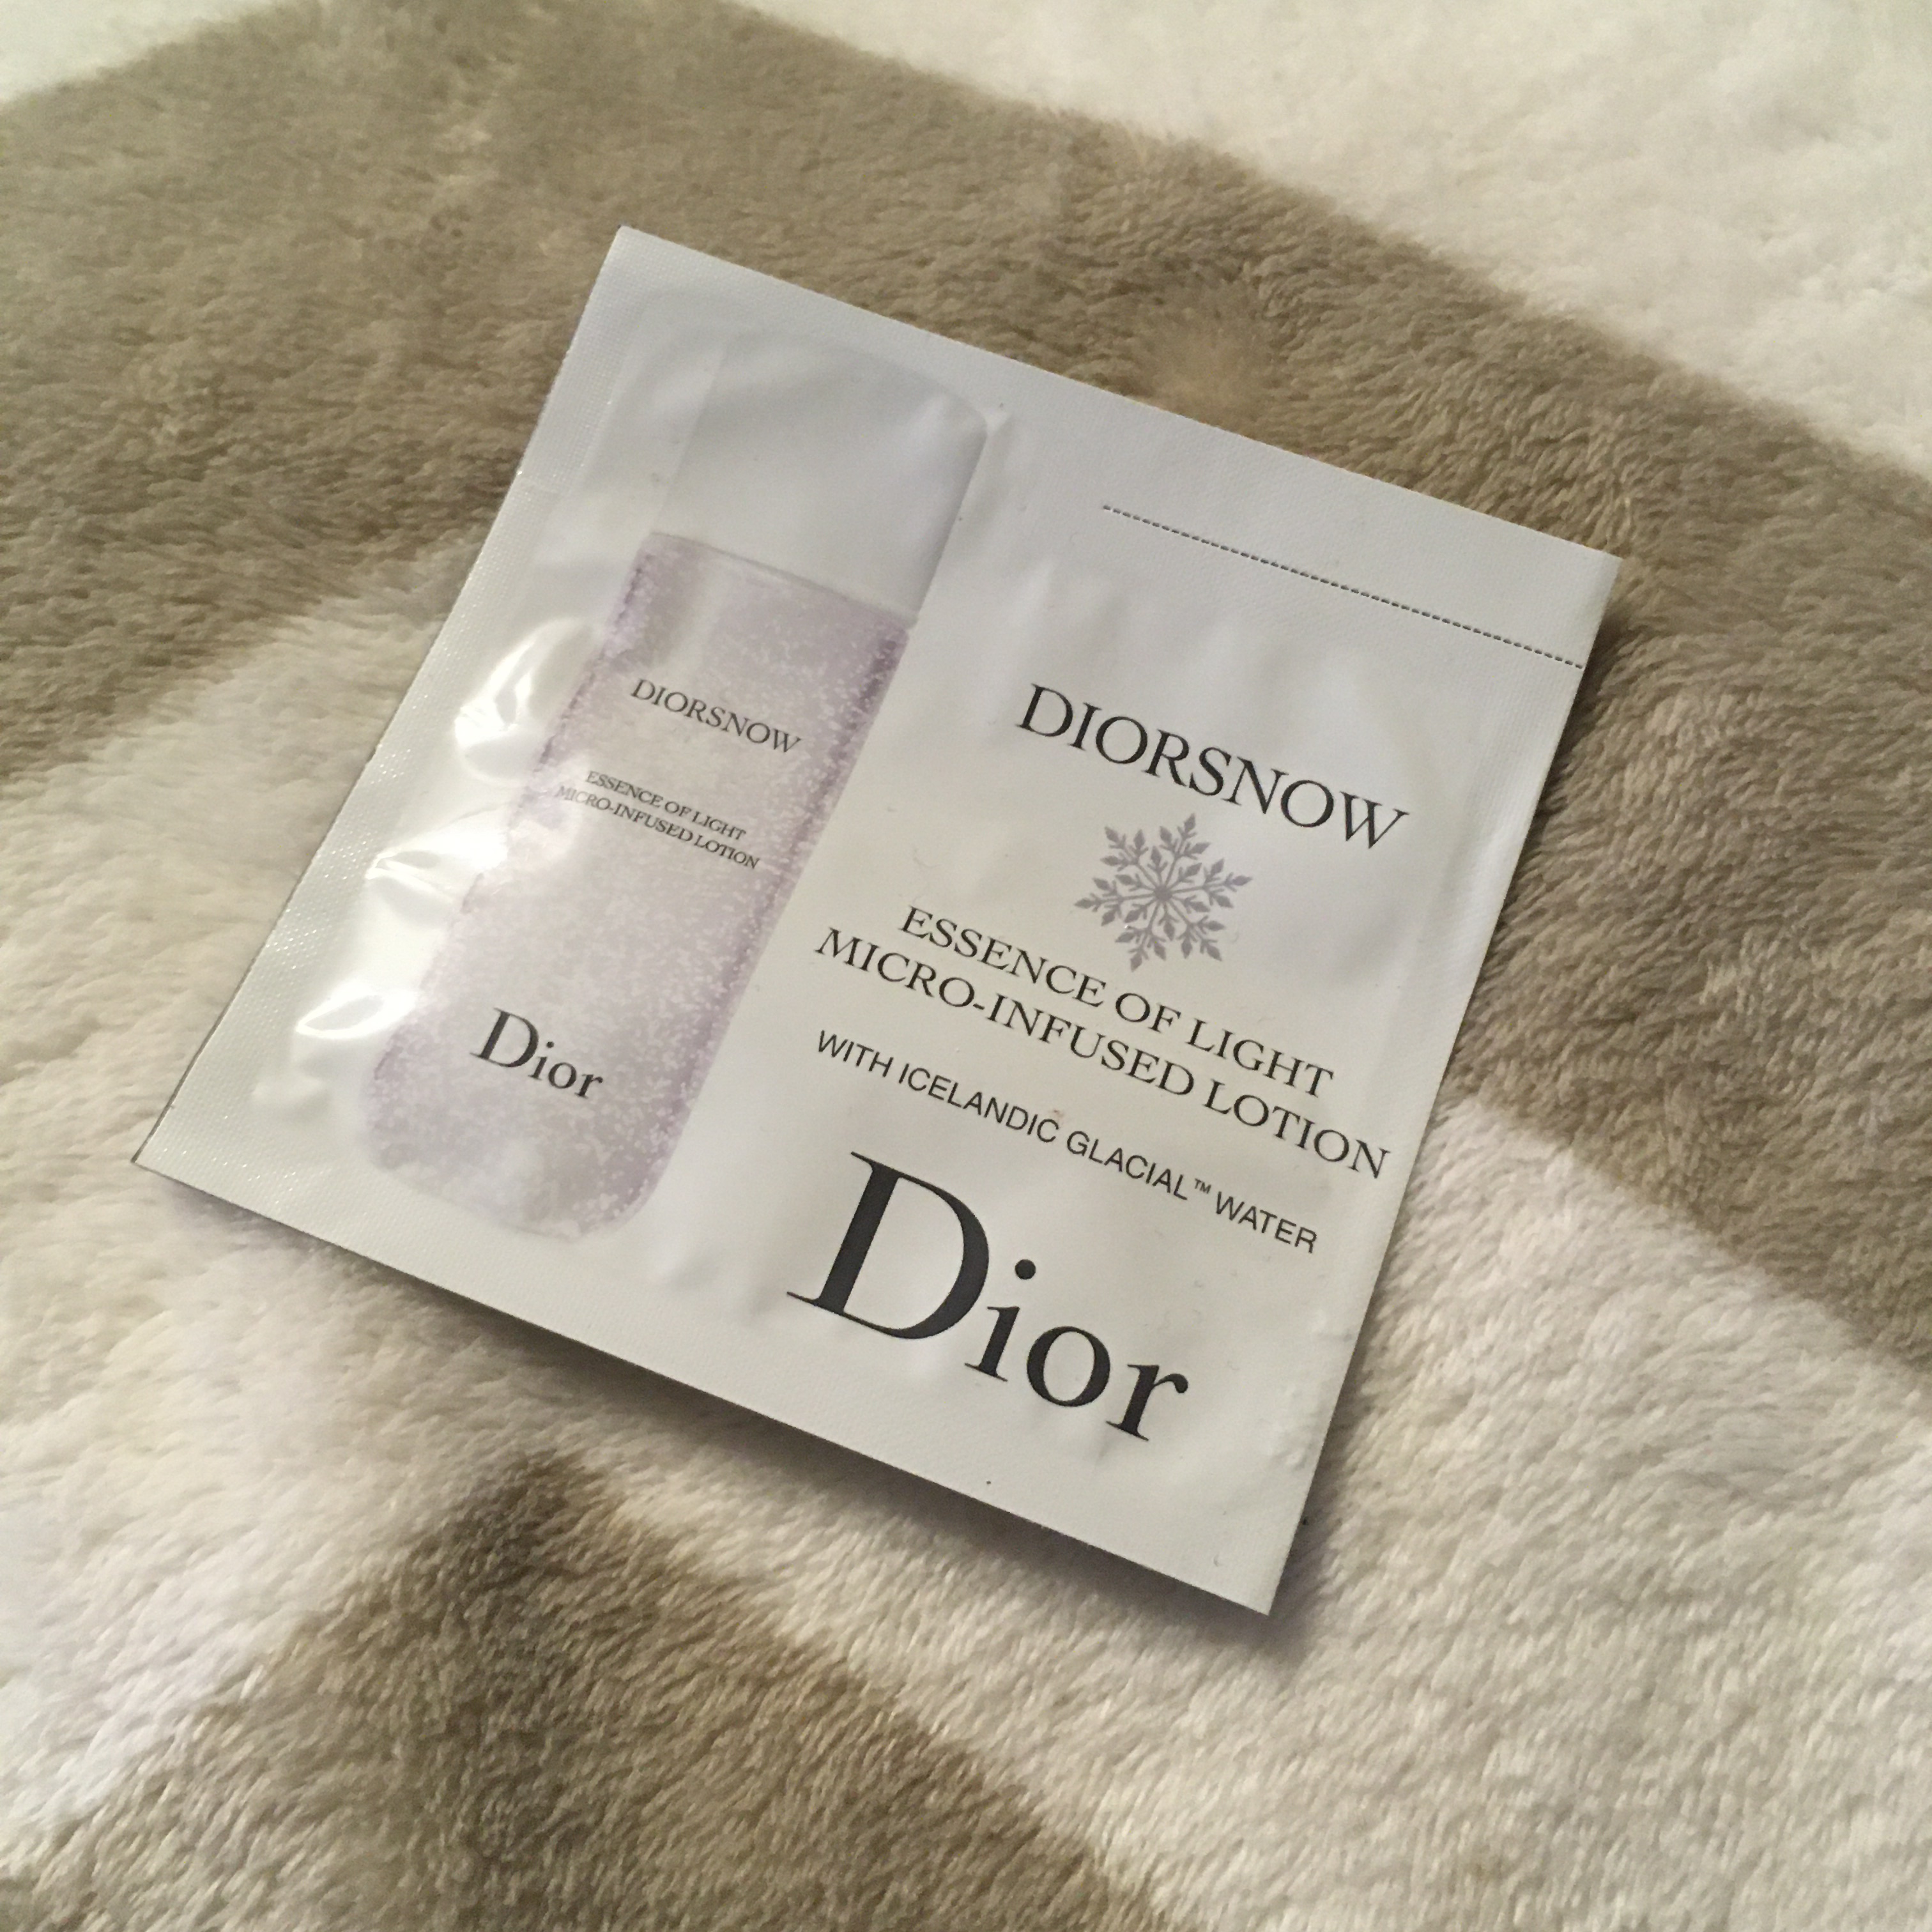 DIORSNOW
ESSENCE OF LIGHT
MICRO-INFUSED LOTION
Dior
DIORSNOW
ESSENCE OF LIGHT
MICRO-INFUSED LOTION
WITH ICELANDIC GLACIAL™ WATER
Dior